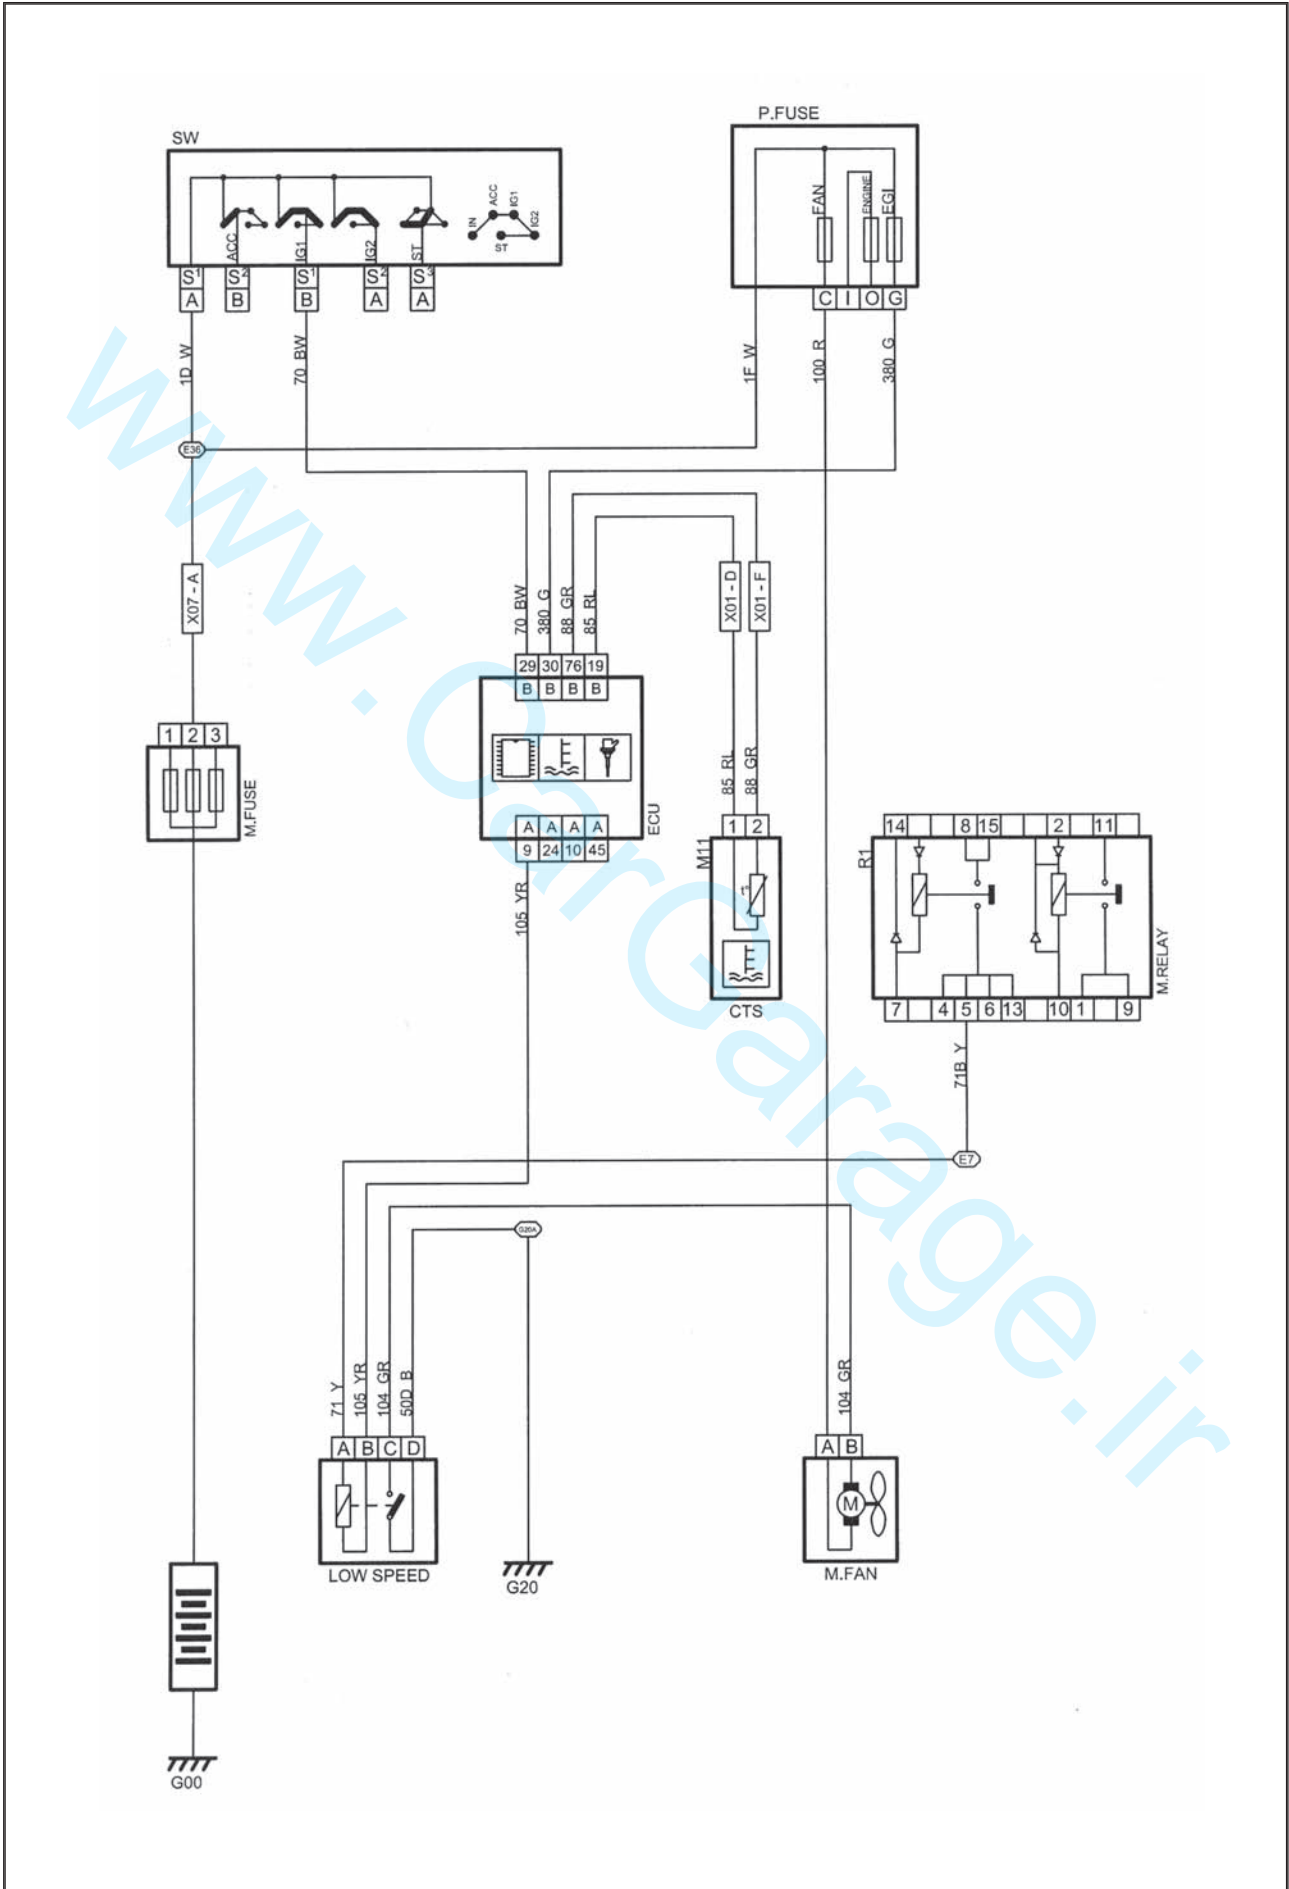 P.FUSE
SW
FAN
ENGINE
EGI
ACC
IG1
IG2
ST
IN
ACC
IG1
IG2
ST
S1 S2 S1 S2 S3
A B B A A
C I O G
1D W
70 BW
1F W
100 R
380 G
E36
X07 - A
70 BW
380 G
88 GR
85 RL
X01 - D
X01 - F
29 30 76 19
B B B B
1 2 3
M.FUSE
ECU
A A A A
9 24 10 45
85 RL
88 GR
1 2
M11
t°
CTS
14 8 15 2 11
R1
M.RELAY
7 4 5 6 13 10 1 9
105 YR
71B Y
E7
G20A
71 Y
105 YR
104 GR
50D B
104 GR
A B C D
A B
M
LOW SPEED
G20
M.FAN
G00
www.CarGarage.ir